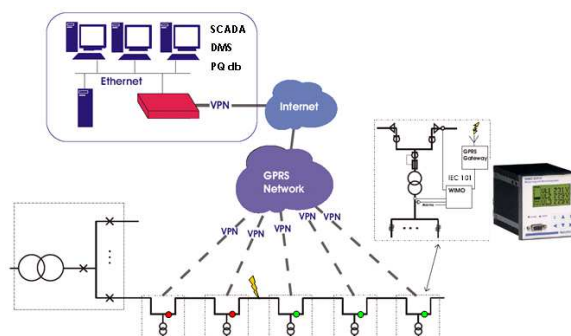 SCADA
DMS
PQ db
Ethernet
VPN
Internet
GPRS
Network
VPN
VPN
VPN
VPN
VPN
GPRS
Gateway
IEC 101
WIMO